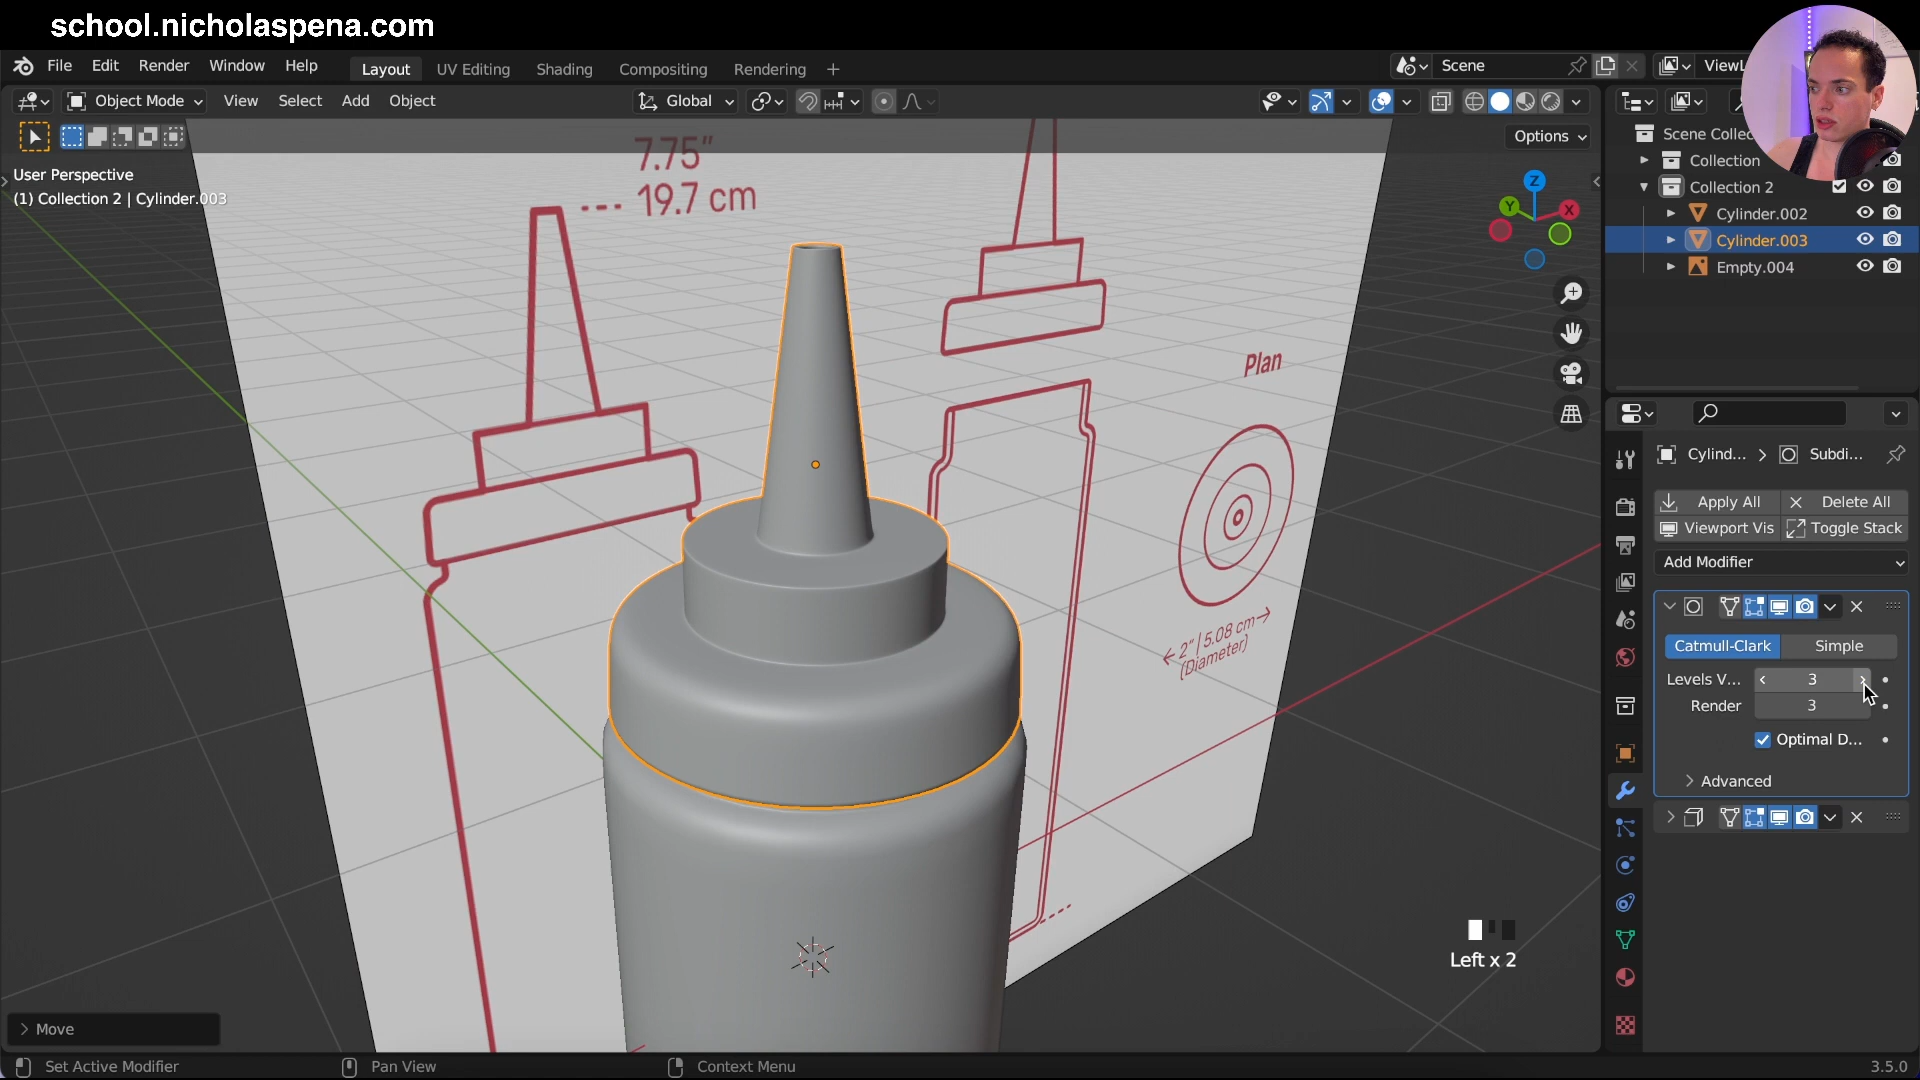 school.nicholaspena.com
File Edit Render Window Help
Layout UV Editing Shading Compositing Rendering +
Scene
ViewL
Object Mode View Select Add Object
Global
Options
User Perspective
(1) Collection 2 | Cylinder.003
7.75"
19.7 cm
Plan
2" | 5.08 cm
(Diameter)
X
Y
Z
Scene Collec
Collection
Collection 2
Cylinder.002
Cylinder.003
Empty.004
Cylind... > Subdi...
Apply All Delete All
Viewport Vis Toggle Stack
Add Modifier
Catmull-Clark Simple
Levels V... 3
Render 3
Optimal D...
Advanced
Left x 2
Move
Set Active Modifier Pan View Context Menu 3.5.0